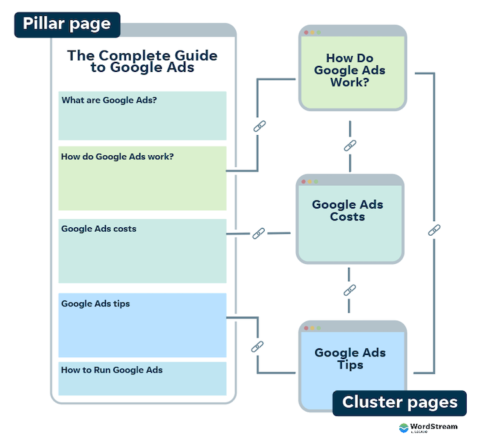 Pillar page
The Complete Guide
to Google Ads
What are Google Ads?
How do Google Ads work?
Google Ads costs
Google Ads tips
How to Run Google Ads
How Do
Google Ads
Work?
Google Ads
Costs
Google Ads
Tips
Cluster pages
WordStream